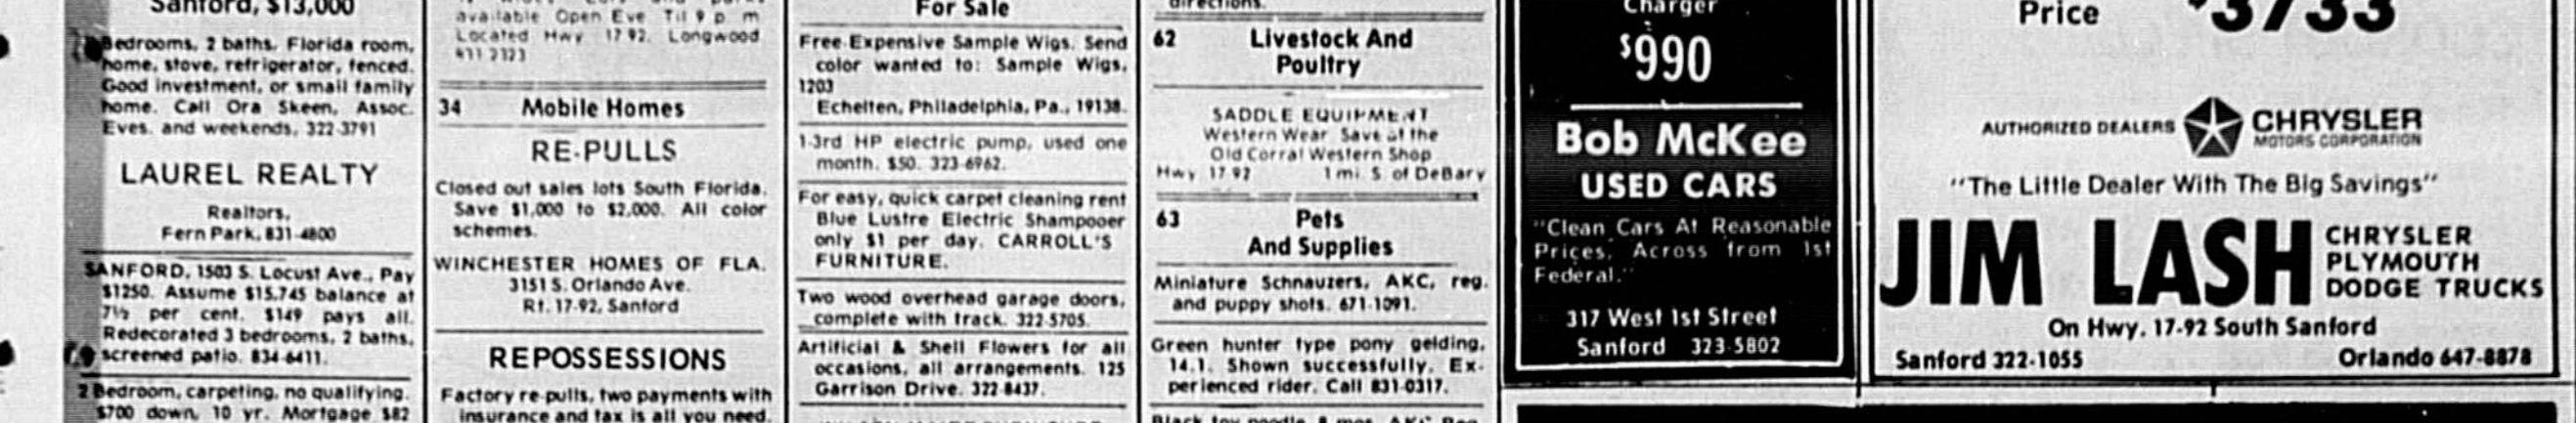 Sanford, $13,000
Bedrooms, 2 baths, Florida room,
home, stove, refrigerator, fenced.
Good investment, or small family
home. Call Ora Skeen, Assoc.
Eves. and weekends, 322-3791
LAUREL REALTY
Realtors,
Fern Park, 831-4800
SANFORD, 1503 S. Locust Ave., Pay
$1250. Assume $15,745 balance at
7½ per cent. $149 pays all.
Redecorated 3 bedrooms, 2 baths,
screened patio. 834-6411.
2 Bedroom, carpeting, no qualifying.
$700 down, 10 yr. Mortgage $82
available Open Eve Til 9 p m
Located Hwy 17 92, Longwood
831 2323
34 Mobile Homes
RE-PULLS
Closed out sales lots South Florida.
Save $1,000 to $2,000. All color
schemes.
WINCHESTER HOMES OF FLA.
3151 S. Orlando Ave.
Rt. 17-92, Sanford
REPOSSESSIONS
Factory re-pulls, two payments with
insurance and tax is all you need.
For Sale
Free Expensive Sample Wigs. Send
color wanted to: Sample Wigs,
1203
Echelten, Philadelphia, Pa., 19138.
1-3rd HP electric pump, used one
month. $50. 323-6962.
For easy, quick carpet cleaning rent
Blue Lustre Electric Shampooer
only $1 per day. CARROLL'S
FURNITURE.
Two wood overhead garage doors,
complete with track. 322-5705.
Artificial & Shell Flowers for all
occasions, all arrangements. 125
Garrison Drive. 322-8437.
directions.
62 Livestock And
Poultry
SADDLE EQUIPMENT
Western Wear Save at the
Old Corral Western Shop
Hwy 17 92 1 mi. S. of DeBary
63 Pets
And Supplies
Miniature Schnauzers, AKC, reg.
and puppy shots. 671-1091.
Green hunter type pony gelding,
14.1. Shown successfully. Ex-
perienced rider. Call 831-0317.
Black toy poodle, 8 mos. AKC Reg.
Charger
$990
Bob McKee
USED CARS
"Clean Cars At Reasonable
Prices, Across from 1st
Federal."
317 West 1st Street
Sanford 323-5802
Price $3733
AUTHORIZED DEALERS CHRYSLER
MOTORS CORPORATION
"The Little Dealer With The Big Savings"
JIM LASH
CHRYSLER
PLYMOUTH
DODGE TRUCKS
On Hwy. 17-92 South Sanford
Sanford 322-1055 Orlando 647-8878